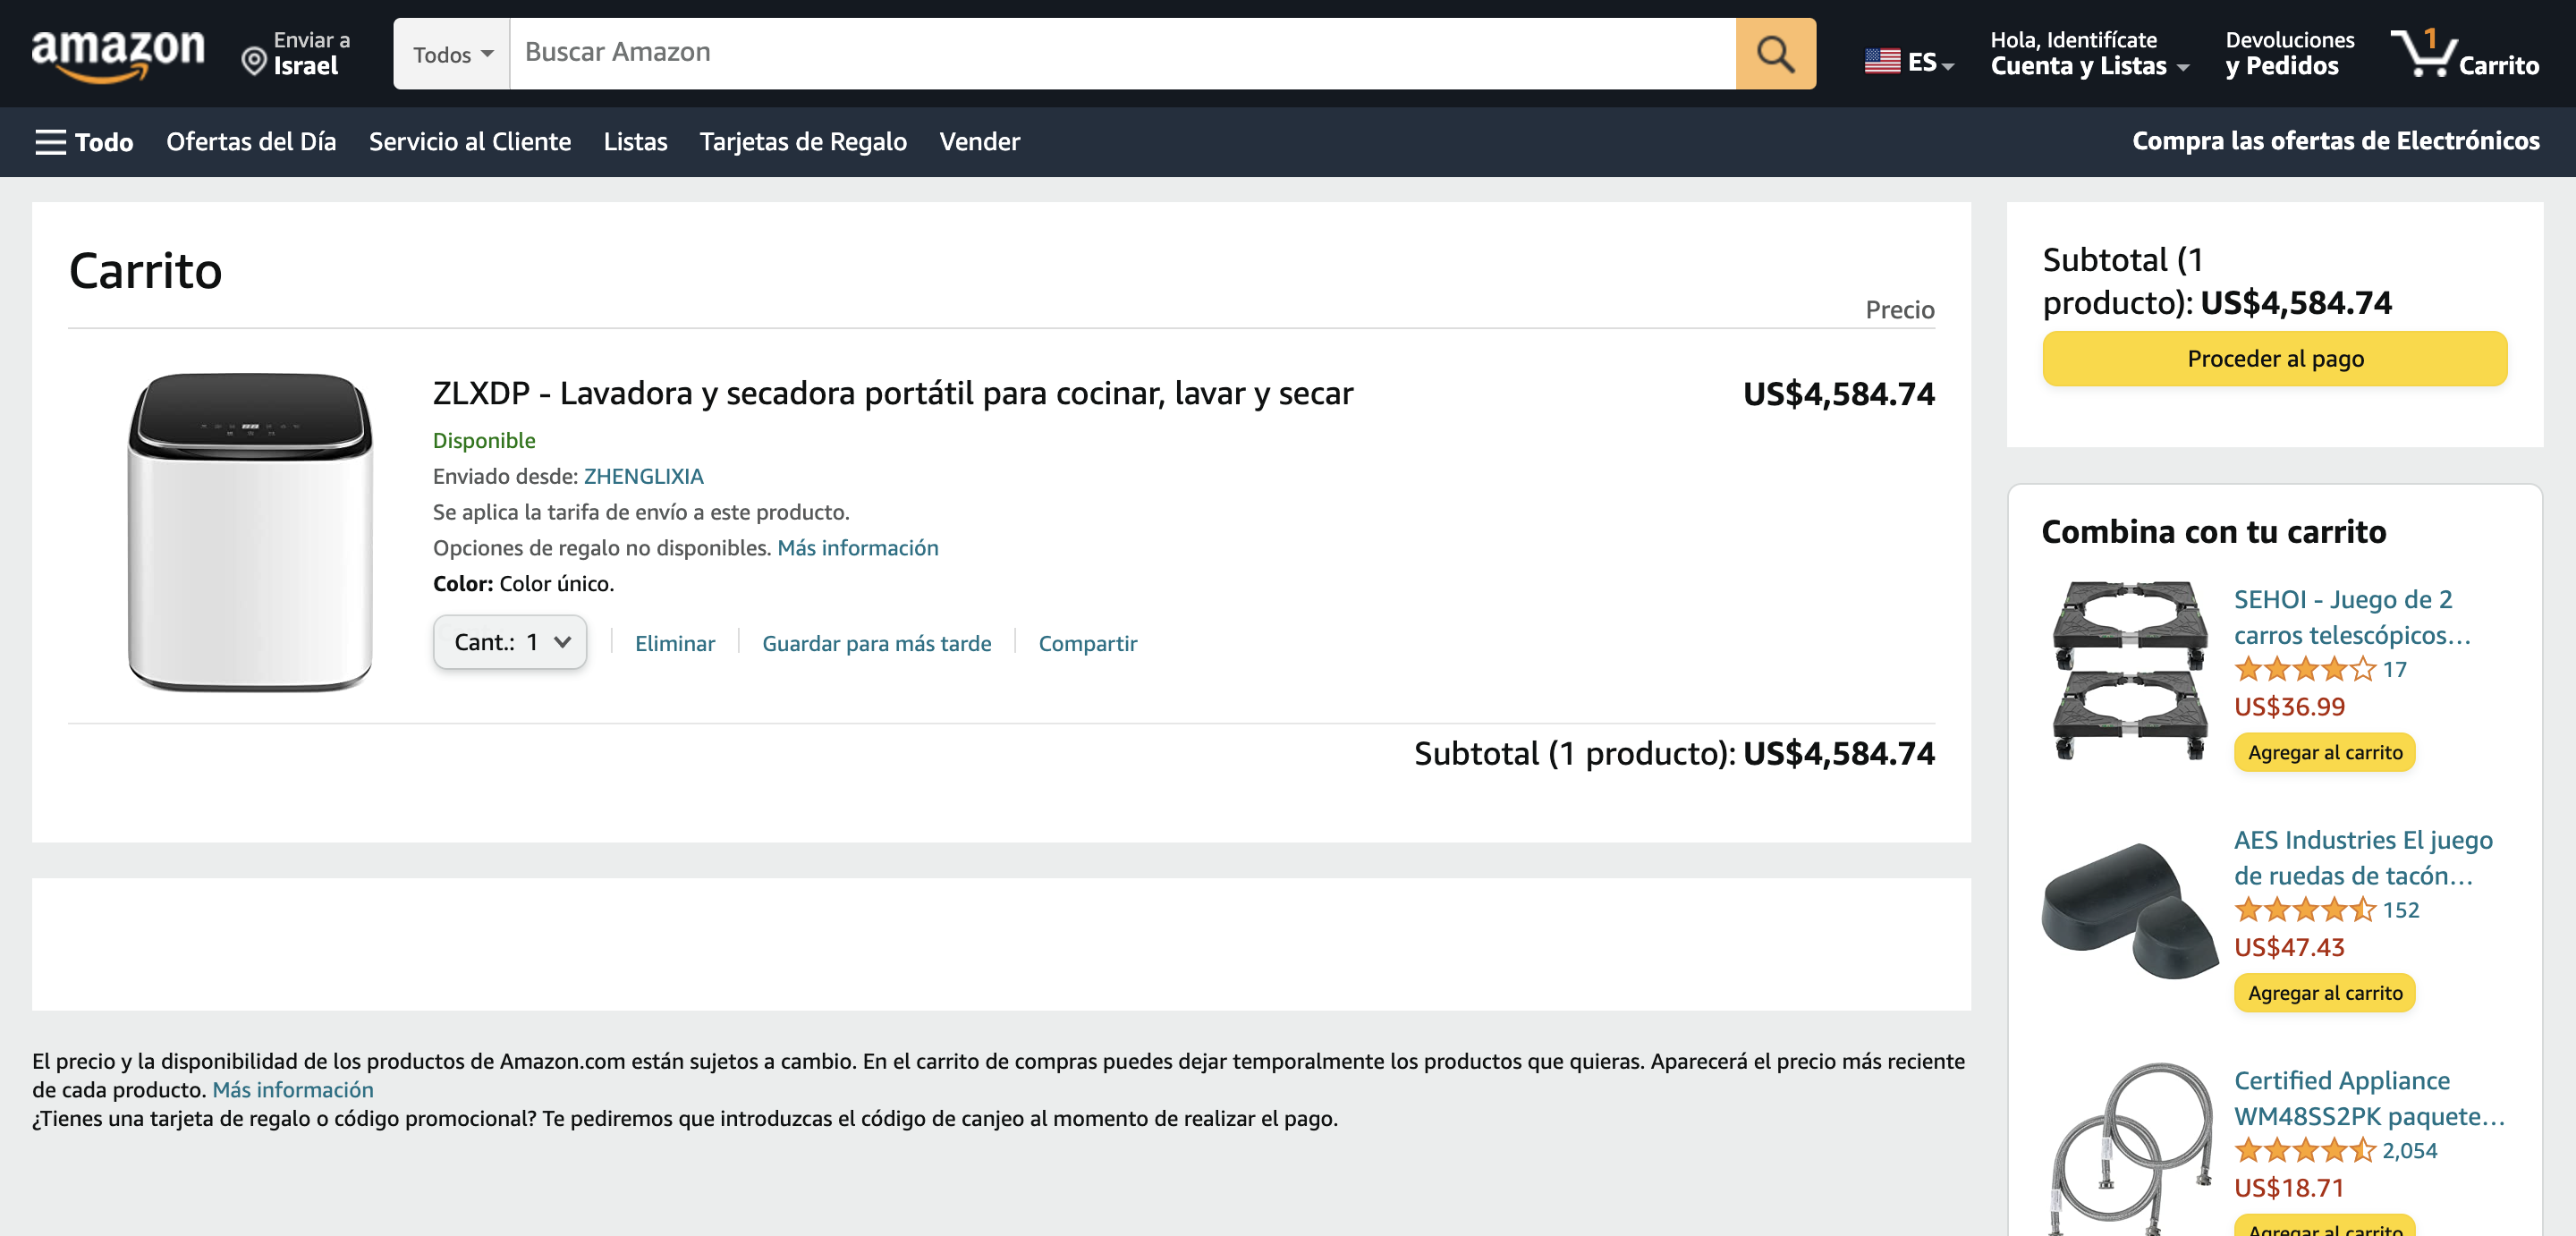 amazon
Enviar a
Israel
Todos
Buscar Amazon
ES
Hola, Identifícate
Cuenta y Listas
Devoluciones
y Pedidos
1
Carrito
Todo
Ofertas del Día
Servicio al Cliente
Listas
Tarjetas de Regalo
Vender
Compra las ofertas de Electrónicos
Carrito
Precio
ZLXDP - Lavadora y secadora portátil para cocinar, lavar y secar
US$4,584.74
Disponible
Enviado desde: ZHENGLIXIA
Se aplica la tarifa de envío a este producto.
Opciones de regalo no disponibles. Más información
Color: Color único.
Cant.: 1
Eliminar
Guardar para más tarde
Compartir
Subtotal (1 producto): US$4,584.74
El precio y la disponibilidad de los productos de Amazon.com están sujetos a cambio. En el carrito de compras puedes dejar temporalmente los productos que quieras. Aparecerá el precio más reciente
de cada producto. Más información
¿Tienes una tarjeta de regalo o código promocional? Te pediremos que introduzcas el código de canjeo al momento de realizar el pago.
Subtotal (1
producto): US$4,584.74
Proceder al pago
Combina con tu carrito
SEHOI - Juego de 2
carros telescópicos…
17
US$36.99
Agregar al carrito
AES Industries El juego
de ruedas de tacón…
152
US$47.43
Agregar al carrito
Certified Appliance
WM48SS2PK paquete…
2,054
US$18.71
Agregar al carrito